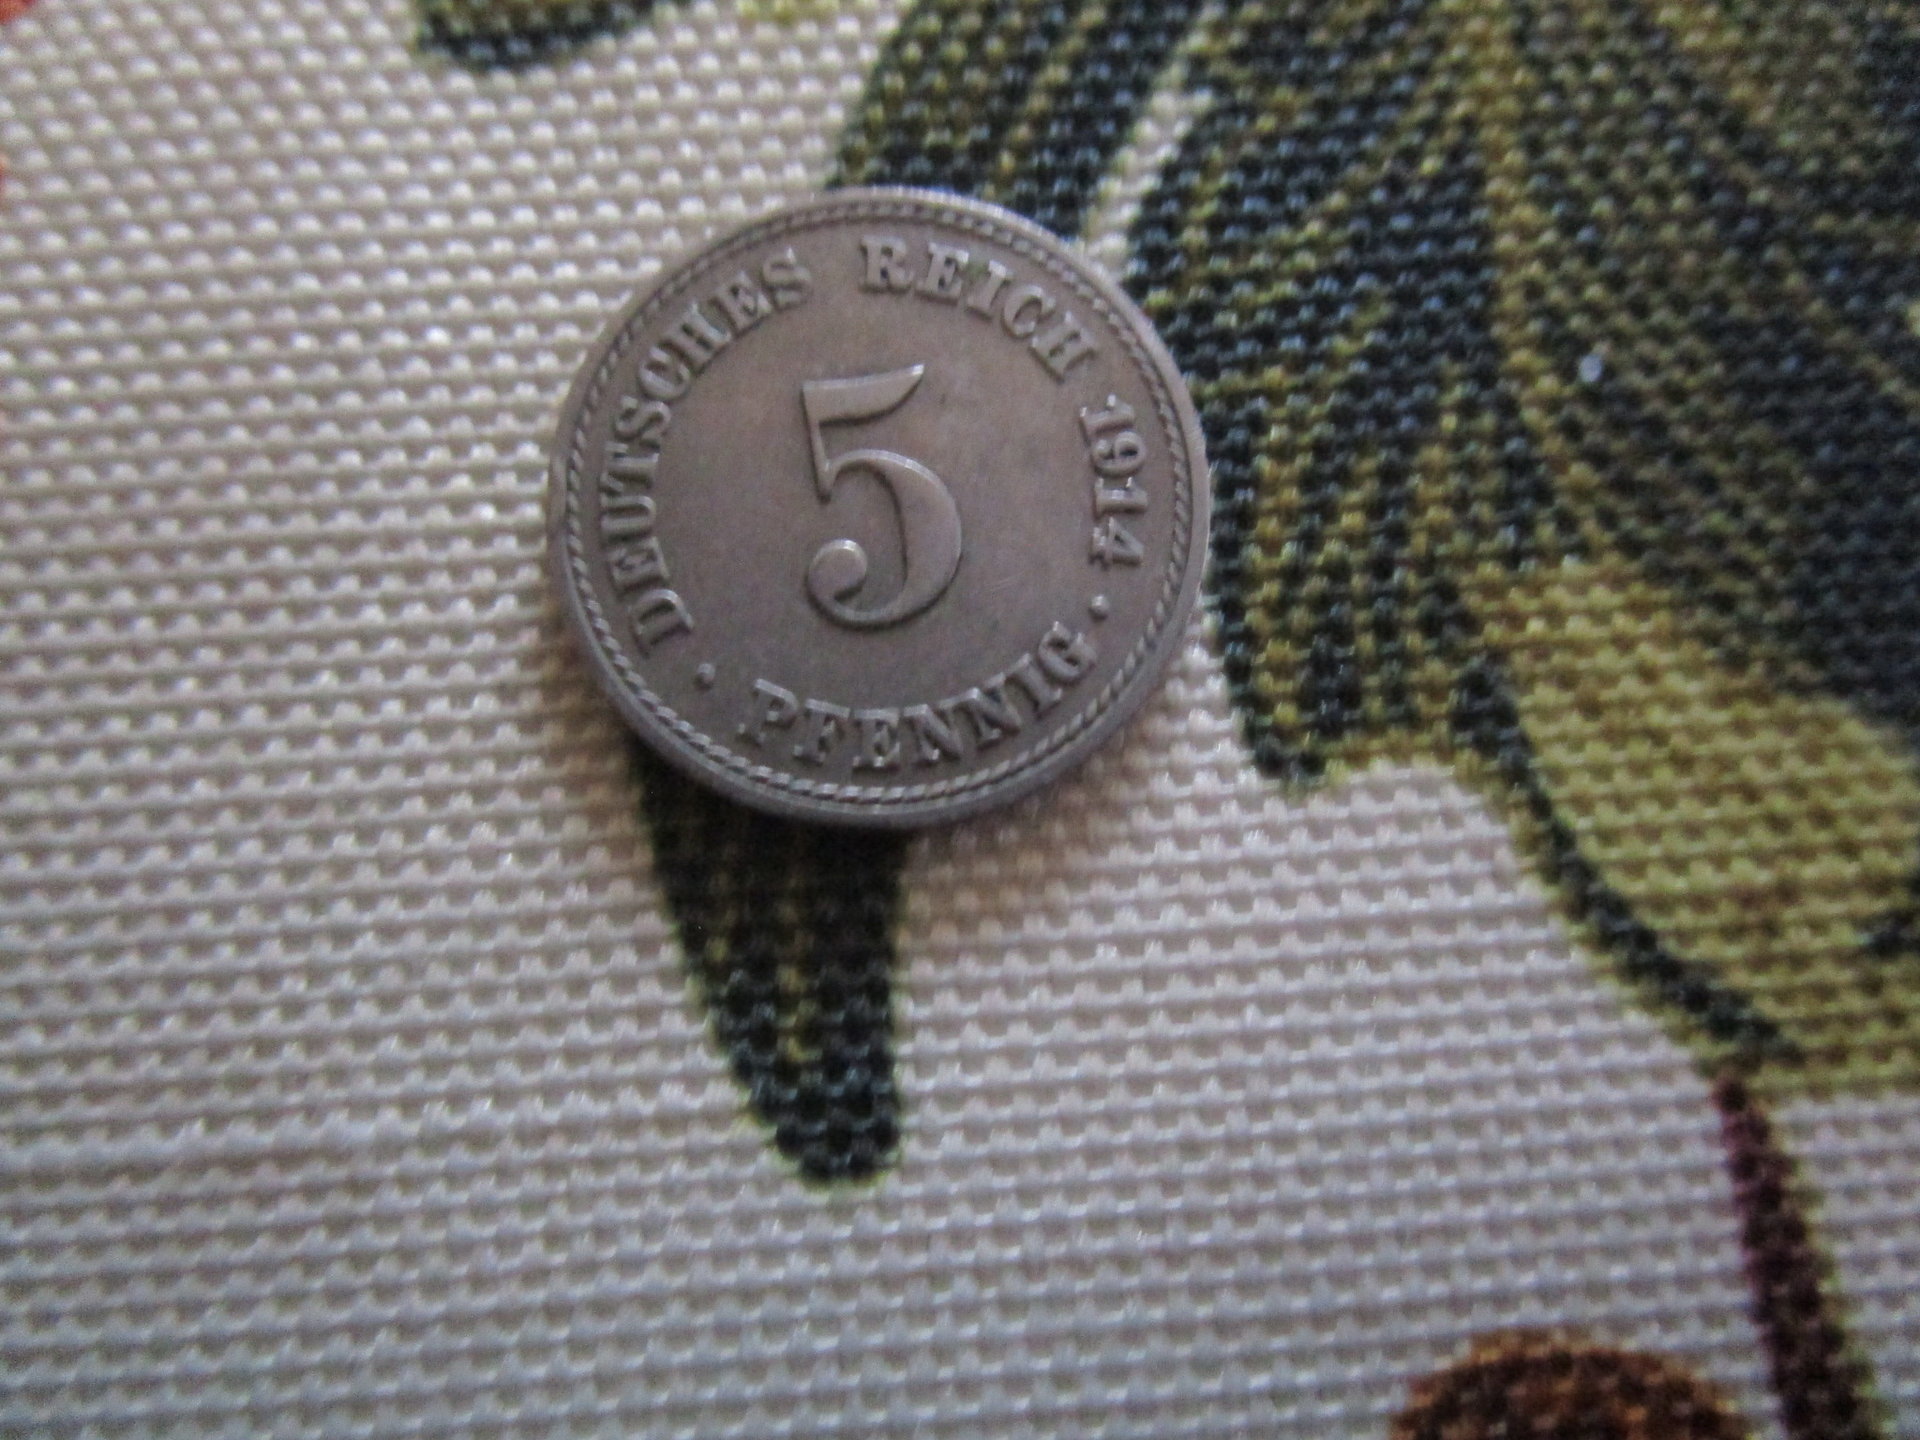 DEUTSCHES REICH 1914
5
· PFENNIG ·